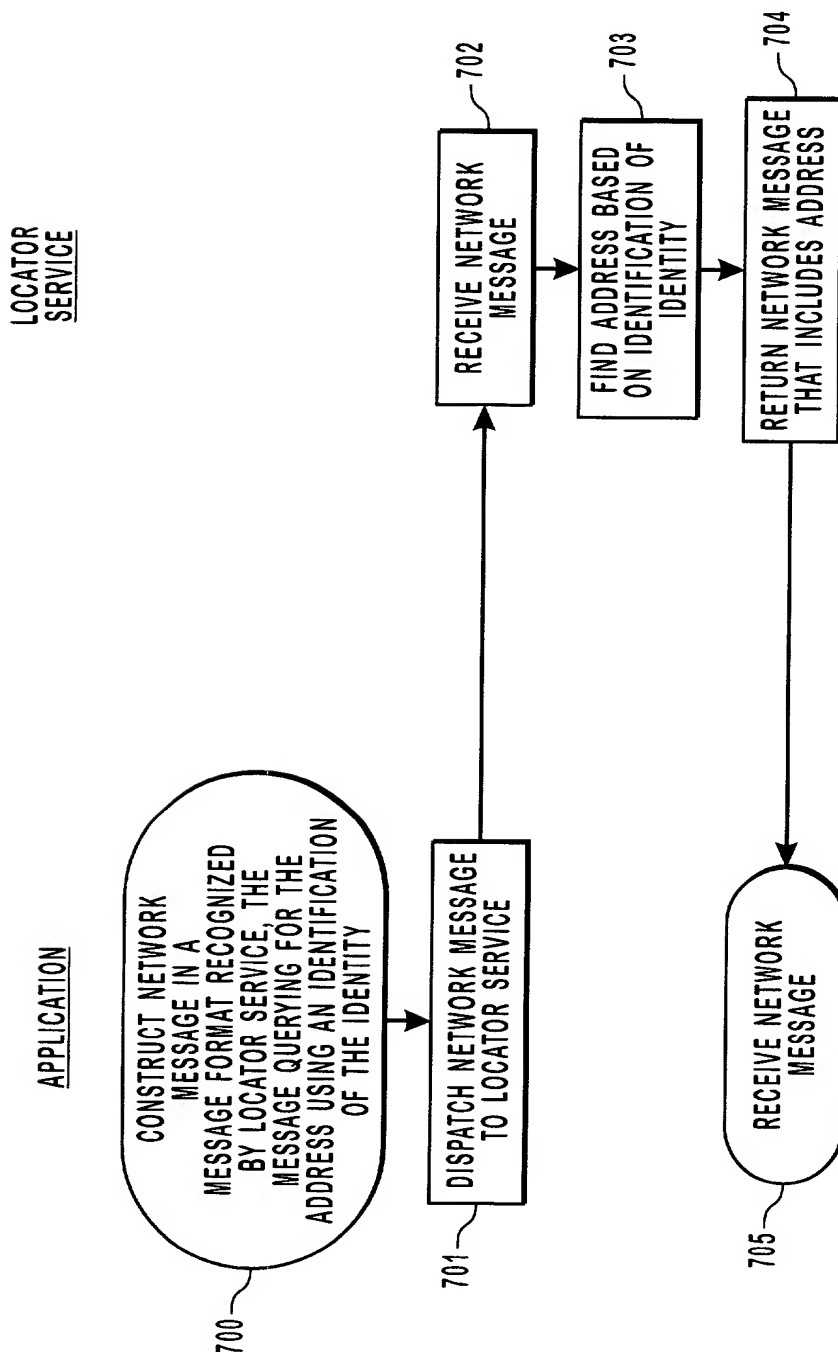 APPLICATION
LOCATOR
SERVICE
CONSTRUCT NETWORK
MESSAGE IN A
MESSAGE FORMAT RECOGNIZED
BY LOCATOR SERVICE, THE
MESSAGE QUERYING FOR THE
ADDRESS USING AN IDENTIFICATION
OF THE IDENTITY
700
DISPATCH NETWORK MESSAGE
TO LOCATOR SERVICE
701
RECEIVE NETWORK
MESSAGE
702
FIND ADDRESS BASED
ON IDENTIFICATION OF
IDENTITY
703
RETURN NETWORK MESSAGE
THAT INCLUDES ADDRESS
704
RECEIVE NETWORK
MESSAGE
705